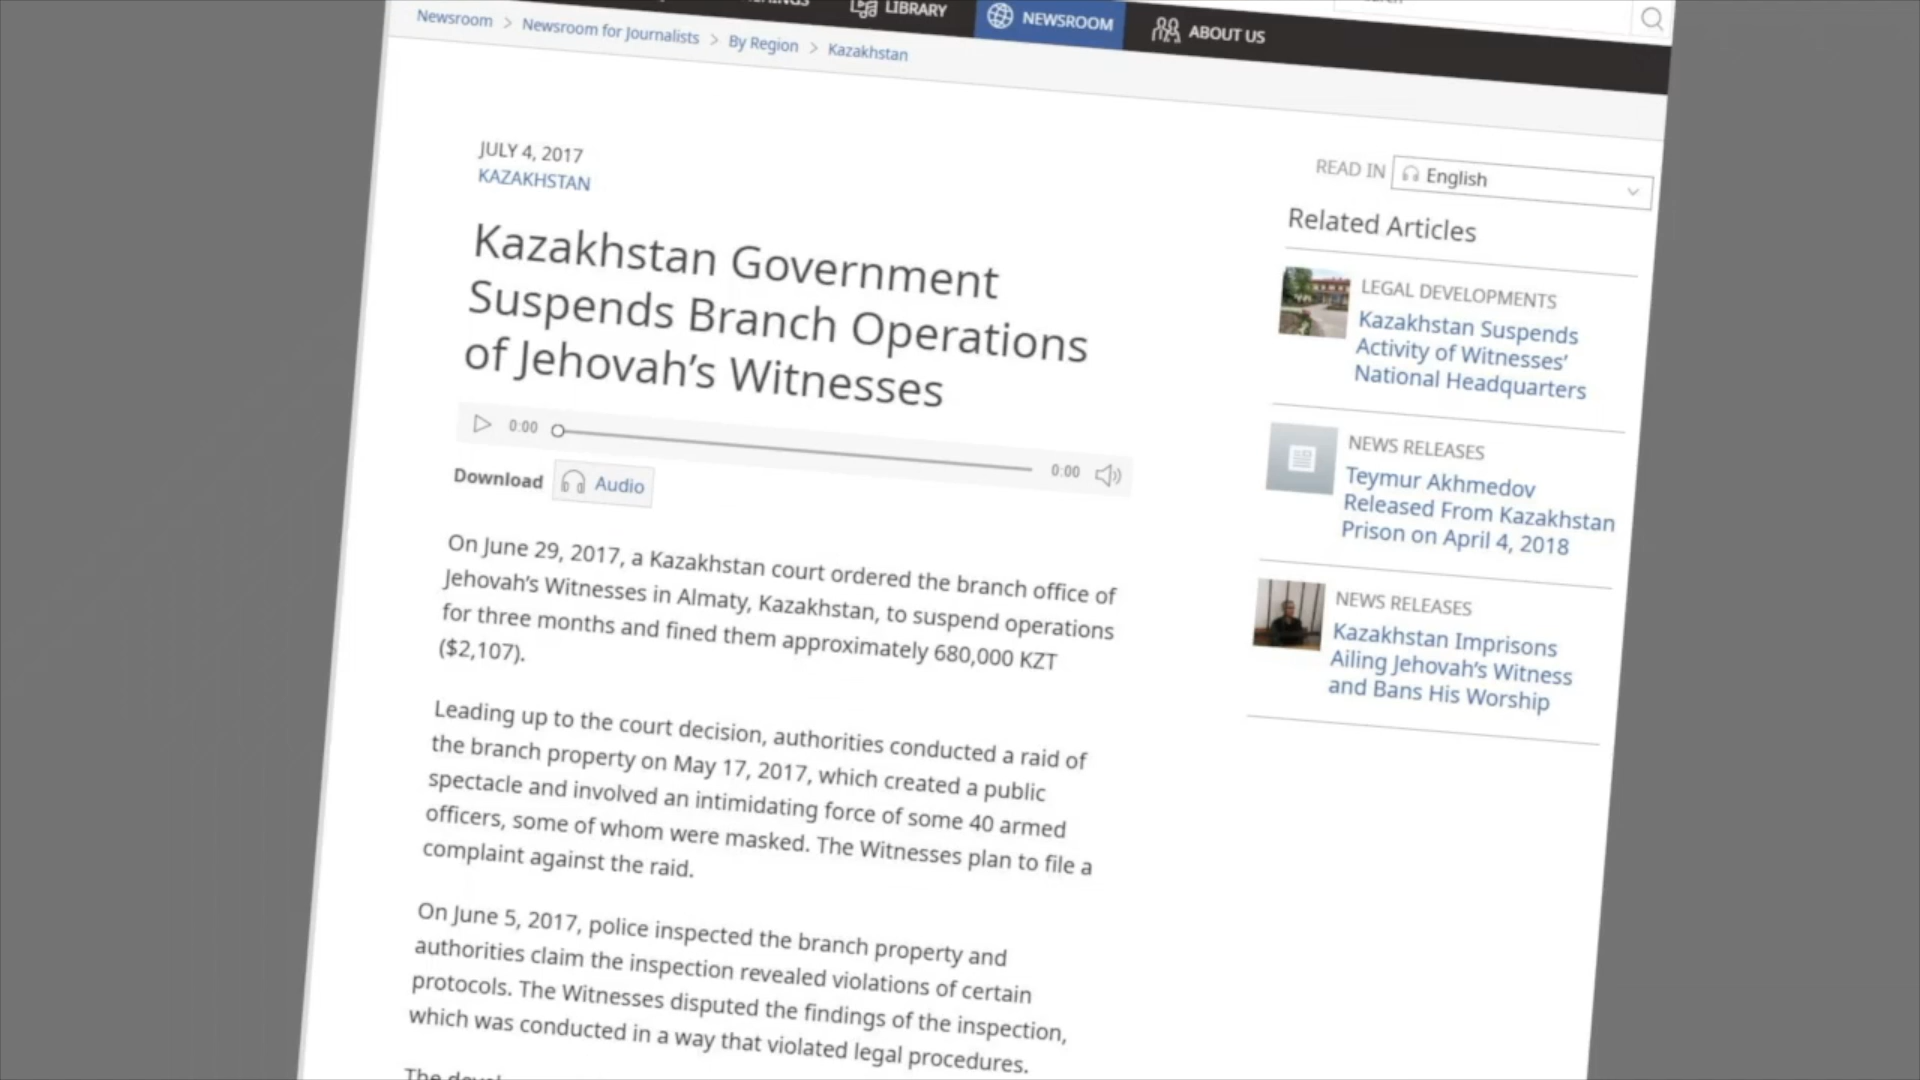 LIBRARY
NEWSROOM
ABOUT US
Newsroom > Newsroom for Journalists > By Region > Kazakhstan
JULY 4, 2017
KAZAKHSTAN
Kazakhstan Government
Suspends Branch Operations
of Jehovah's Witnesses
0:00
0:00
Download Audio
On June 29, 2017, a Kazakhstan court ordered the branch office of
Jehovah's Witnesses in Almaty, Kazakhstan, to suspend operations
for three months and fined them approximately 680,000 KZT
($2,107).
Leading up to the court decision, authorities conducted a raid of
the branch property on May 17, 2017, which created a public
spectacle and involved an intimidating force of some 40 armed
officers, some of whom were masked. The Witnesses plan to file a
complaint against the raid.
On June 5, 2017, police inspected the branch property and
authorities claim the inspection revealed violations of certain
protocols. The Witnesses disputed the findings of the inspection,
which was conducted in a way that violated legal procedures.
The
READ IN English
Related Articles
LEGAL DEVELOPMENTS
Kazakhstan Suspends
Activity of Witnesses'
National Headquarters
NEWS RELEASES
Teymur Akhmedov
Released From Kazakhstan
Prison on April 4, 2018
NEWS RELEASES
Kazakhstan Imprisons
Ailing Jehovah's Witness
and Bans His Worship